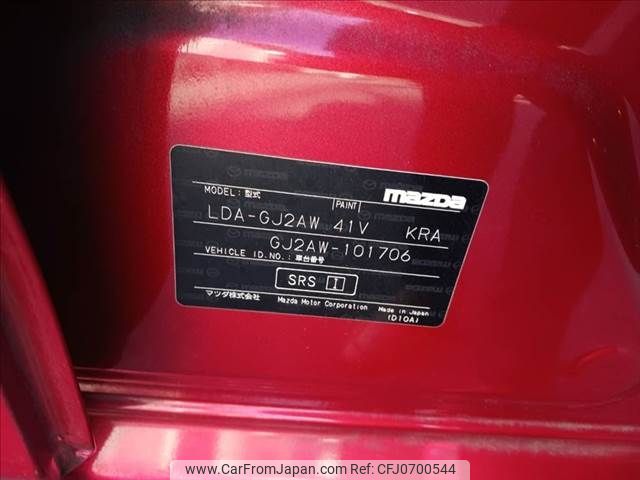 MODEL:型式 PAINT mazda
LDA-GJ2AW 41V KRA
GJ2AW-101706
VEHICLE ID.NO.:車台番号
SRS I
マツダ株式会社 Mazda Motor Corporation Made in Japan
(D10A)
www.CarFromJapan.com - CFJ0700544